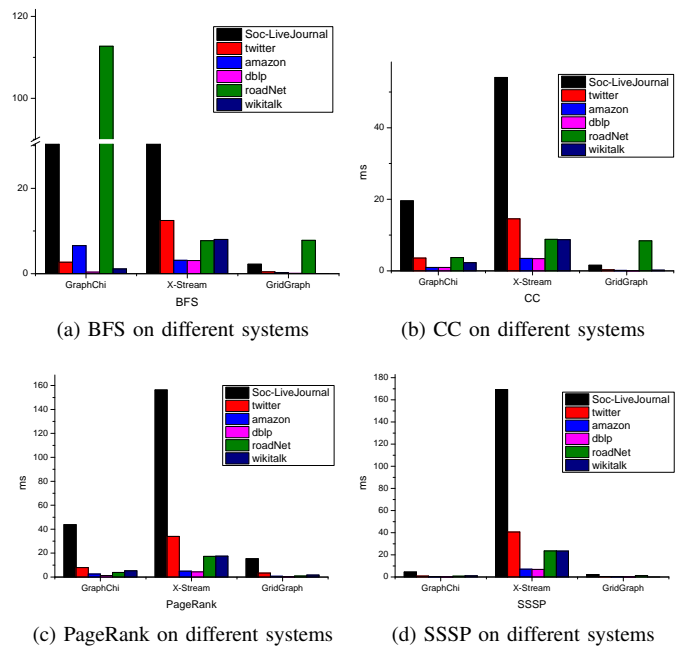 120
100
20
0
Soc-LiveJournal
twitter
amazon
dblp
roadNet
wikitalk
GraphChi X-Stream GridGraph
BFS
(a) BFS on different systems
ms
40
20
0
Soc-LiveJournal
twitter
amazon
dblp
roadNet
wikitalk
GraphChi X-Stream GridGraph
CC
(b) CC on different systems
ms
160
140
120
100
80
60
40
20
0
Soc-LiveJournal
twitter
amazon
dblp
roadNet
wikitalk
GraphChi X-Stream GridGraph
PageRank
(c) PageRank on different systems
ms
180
160
140
120
100
80
60
40
20
0
Soc-LiveJournal
twitter
amazon
dblp
roadNet
wikitalk
GraphChi X-Stream GridGraph
SSSP
(d) SSSP on different systems